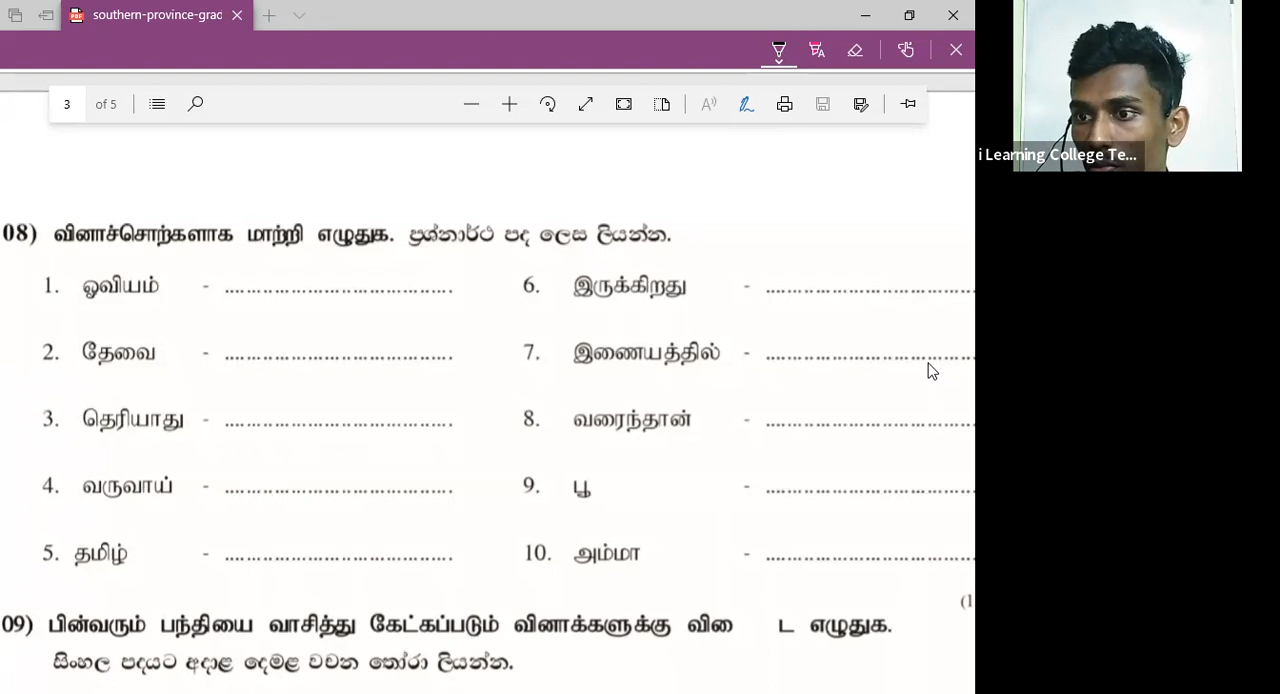 southern-province-grad
3 of 5
i Learning College Te...
08) வினாச்சொற்களாக மாற்றி எழுதுக. ප්‍රශ්නාර්ථ පද ලෙස ලියන්න.
1. ஓவியம் - ......................................
6. இருக்கிறது - ......................................
2. தேவை - ......................................
7. இணையத்தில் - ......................................
3. தெரியாது - ......................................
8. வரைந்தான் - ......................................
4. வருவாய் - ......................................
9. பூ - ......................................
5. தமிழ் - ......................................
10. அம்மா - ......................................
(1
09) பின்வரும் பந்தியை வாசித்து கேட்கப்படும் வினாக்களுக்கு விடை ட எழுதுக.
සිංහල පදයට අදාළ දෙමළ වචන තෝරා ලියන්න.